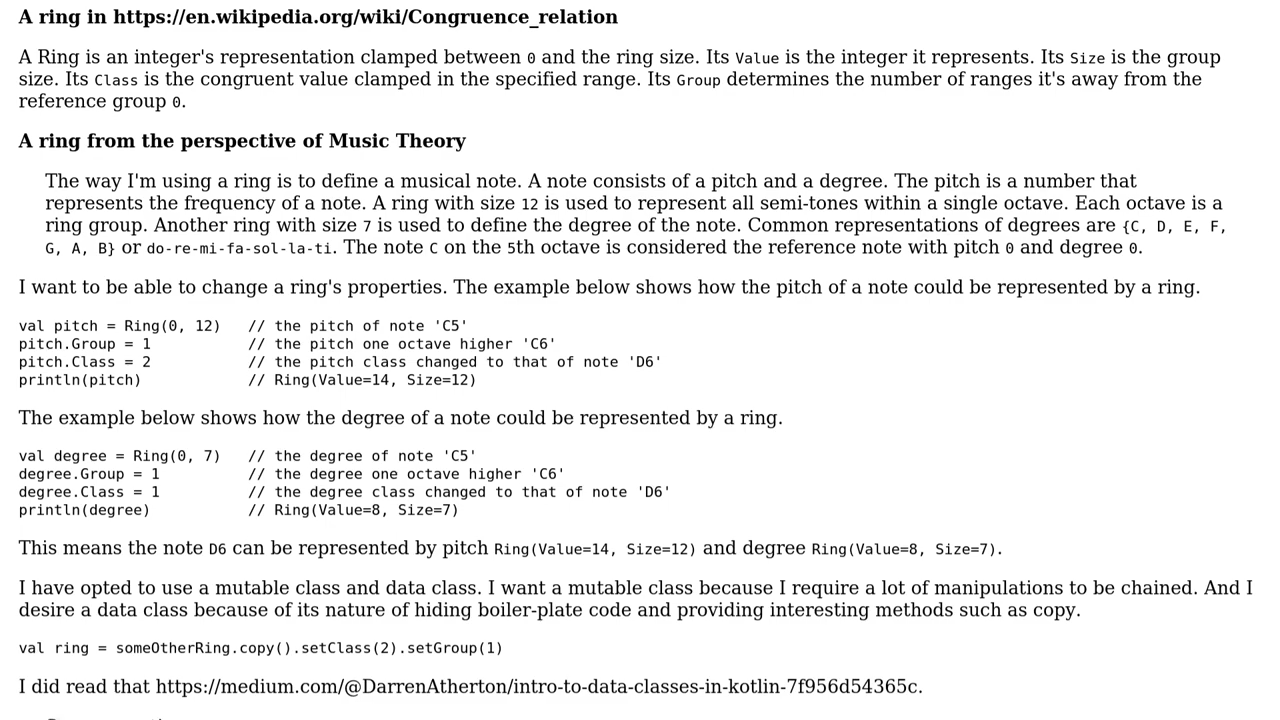 A ring in https://en.wikipedia.org/wiki/Congruence_relation
A Ring is an integer's representation clamped between 0 and the ring size. Its Value is the integer it represents. Its Size is the group
size. Its Class is the congruent value clamped in the specified range. Its Group determines the number of ranges it's away from the
reference group 0.
A ring from the perspective of Music Theory
The way I'm using a ring is to define a musical note. A note consists of a pitch and a degree. The pitch is a number that
represents the frequency of a note. A ring with size 12 is used to represent all semi-tones within a single octave. Each octave is a
ring group. Another ring with size 7 is used to define the degree of the note. Common representations of degrees are {C, D, E, F,
G, A, B} or do-re-mi-fa-sol-la-ti. The note C on the 5th octave is considered the reference note with pitch 0 and degree 0.
I want to be able to change a ring's properties. The example below shows how the pitch of a note could be represented by a ring.
val pitch = Ring(0, 12)   // the pitch of note 'C5'
pitch.Group = 1           // the pitch one octave higher 'C6'
pitch.Class = 2           // the pitch class changed to that of note 'D6'
println(pitch)            // Ring(Value=14, Size=12)
The example below shows how the degree of a note could be represented by a ring.
val degree = Ring(0, 7)   // the degree of note 'C5'
degree.Group = 1          // the degree one octave higher 'C6'
degree.Class = 1          // the degree class changed to that of note 'D6'
println(degree)           // Ring(Value=8, Size=7)
This means the note D6 can be represented by pitch Ring(Value=14, Size=12) and degree Ring(Value=8, Size=7).
I have opted to use a mutable class and data class. I want a mutable class because I require a lot of manipulations to be chained. And I
desire a data class because of its nature of hiding boiler-plate code and providing interesting methods such as copy.
val ring = someOtherRing.copy().setClass(2).setGroup(1)
I did read that https://medium.com/@DarrenAtherton/intro-to-data-classes-in-kotlin-7f956d54365c.